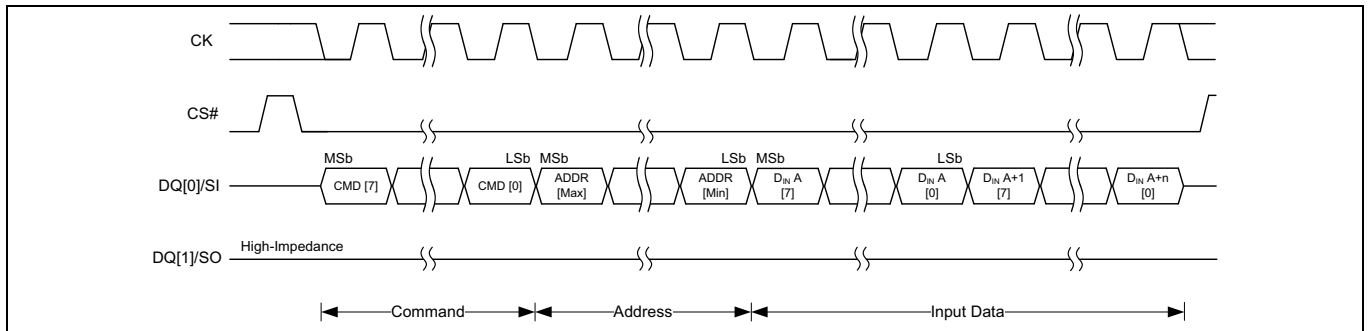 CK
CS#
MSb LSb MSb LSb MSb LSb
DQ[0]/SI CMD [7] CMD [0] ADDR [Max] ADDR [Min] DIN A [7] DIN A [0] DIN A+1 [7] DIN A+n [0]
High-Impedance
DQ[1]/SO
Command Address Input Data